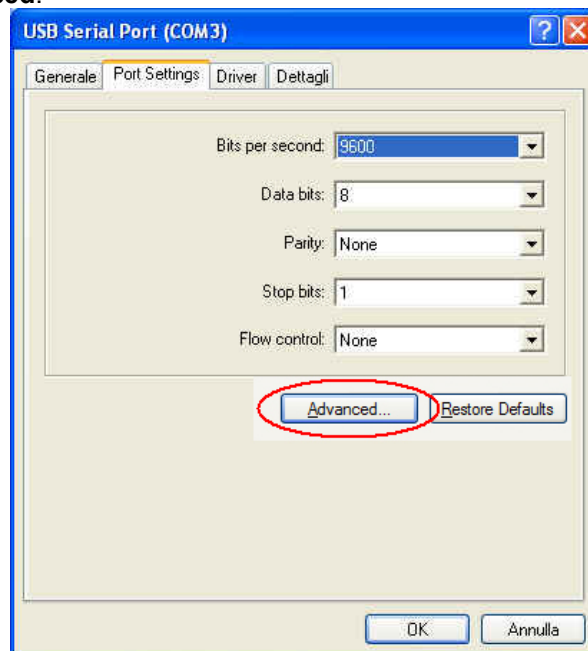 USB Serial Port (COM3)
Generale Port Settings Driver Dettagli
Bits per second: 9600
Data bits: 8
Parity: None
Stop bits: 1
Flow control: None
Advanced... Restore Defaults
OK Annulla